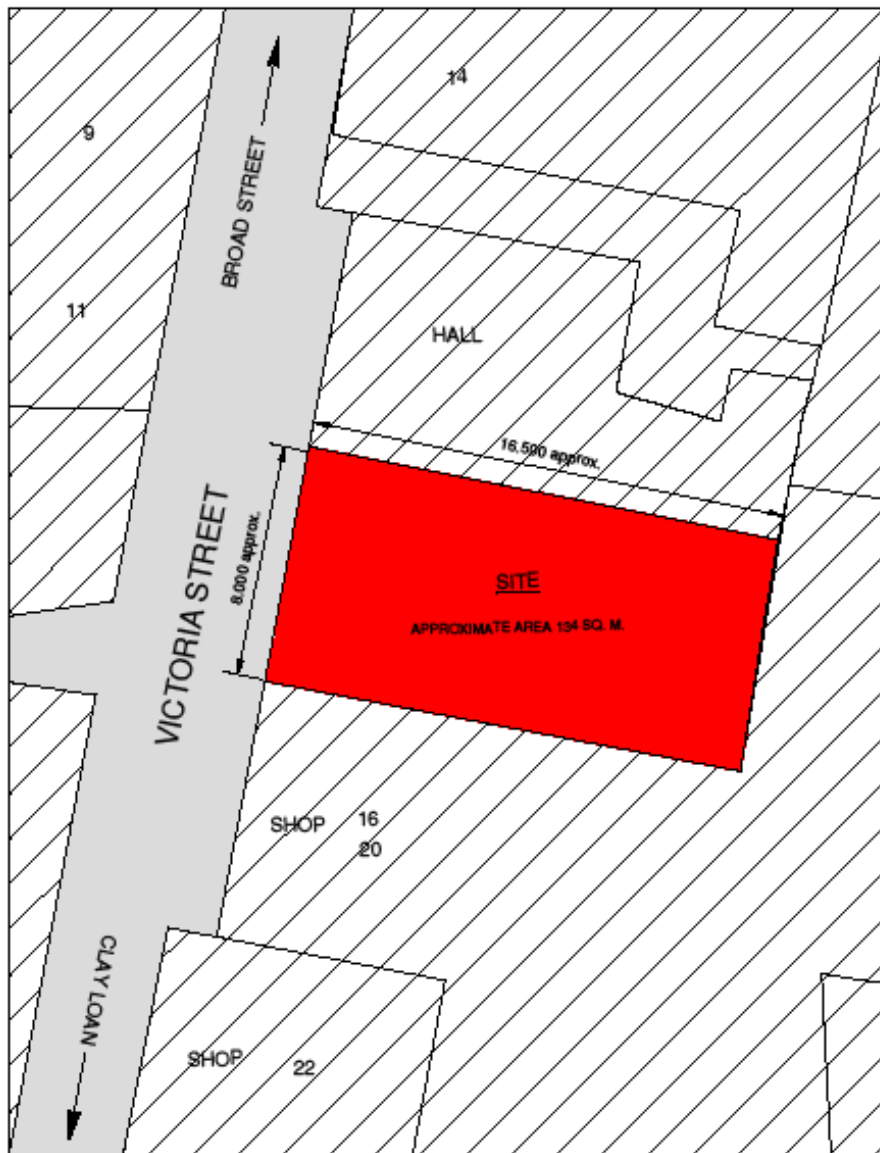 14
9
BROAD STREET
11
HALL
16.590 approx.
VICTORIA STREET
8.000 approx.
SITE
APPROXIMATE AREA 134 SQ. M.
SHOP 16
20
CLAY LOAN
SHOP 22